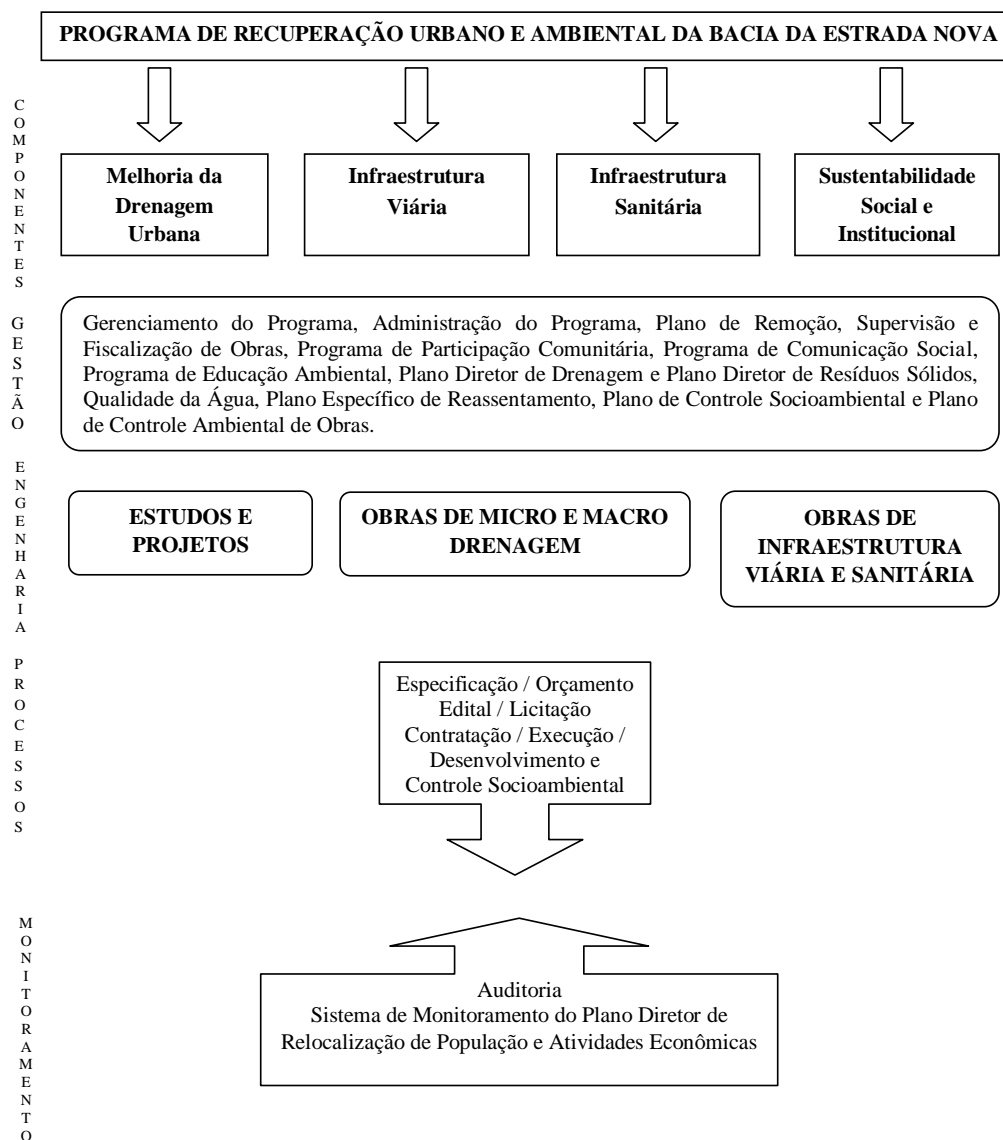 PROGRAMA DE RECUPERAÇÃO URBANO E AMBIENTAL DA BACIA DA ESTRADA NOVA
COMPONENTES
Melhoria da
Drenagem
Urbana
Infraestrutura
Viária
Infraestrutura
Sanitária
Sustentabilidade
Social e
Institucional
GESTÃO
Gerenciamento do Programa, Administração do Programa, Plano de Remoção, Supervisão e
Fiscalização de Obras, Programa de Participação Comunitária, Programa de Comunicação Social,
Programa de Educação Ambiental, Plano Diretor de Drenagem e Plano Diretor de Resíduos Sólidos,
Qualidade da Água, Plano Específico de Reassentamento, Plano de Controle Socioambiental e Plano
de Controle Ambiental de Obras.
ENGENHARIA
ESTUDOS E
PROJETOS
OBRAS DE MICRO E MACRO
DRENAGEM
OBRAS DE
INFRAESTRUTURA
VIÁRIA E SANITÁRIA
PROCESSOS
Especificação / Orçamento
Edital / Licitação
Contratação / Execução /
Desenvolvimento e
Controle Socioambiental
MONITORAMENTO
Auditoria
Sistema de Monitoramento do Plano Diretor de
Relocalização de População e Atividades Econômicas